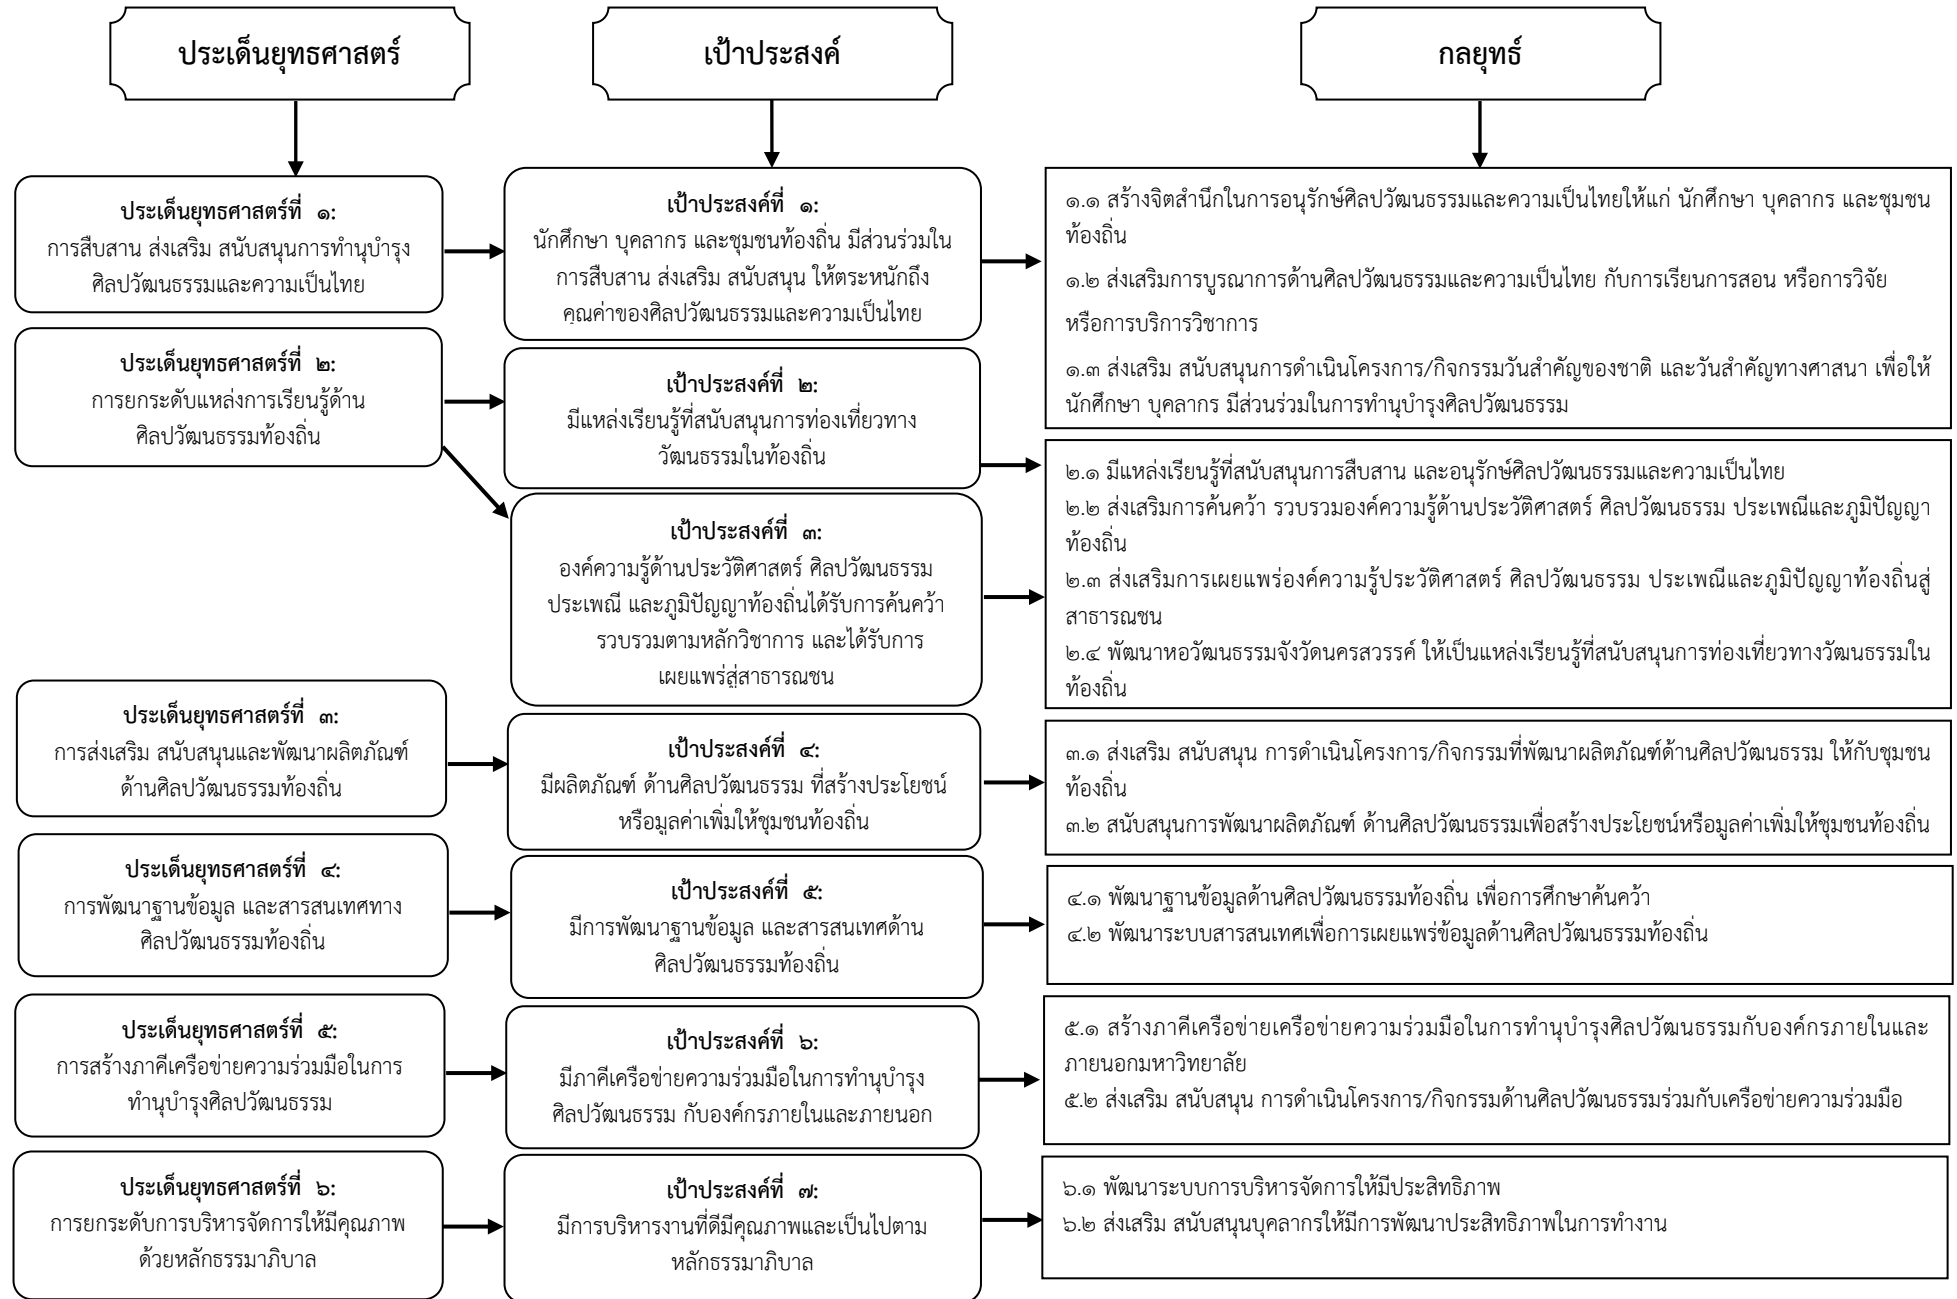 ประเด็นยุทธศาสตร์
เป้าประสงค์
กลยุทธ์
ประเด็นยุทธศาสตร์ที่ ๑:
การสืบสาน ส่งเสริม สนับสนุนการทำนุบำรุง
ศิลปวัฒนธรรมและความเป็นไทย
เป้าประสงค์ที่ ๑:
นักศึกษา บุคลากร และชุมชนท้องถิ่น มีส่วนร่วมใน
การสืบสาน ส่งเสริม สนับสนุน ให้ตระหนักถึง
คุณค่าของศิลปวัฒนธรรมและความเป็นไทย
๑.๑ สร้างจิตสำนึกในการอนุรักษ์ศิลปวัฒนธรรมและความเป็นไทยให้แก่ นักศึกษา บุคลากร และชุมชน
ท้องถิ่น
๑.๒ ส่งเสริมการบูรณาการด้านศิลปวัฒนธรรมและความเป็นไทย กับการเรียนการสอน หรือการวิจัย
หรือการบริการวิชาการ
๑.๓ ส่งเสริม สนับสนุนการดำเนินโครงการ/กิจกรรมวันสำคัญของชาติ และวันสำคัญทางศาสนา เพื่อให้
นักศึกษา บุคลากร มีส่วนร่วมในการทำนุบำรุงศิลปวัฒนธรรม
ประเด็นยุทธศาสตร์ที่ ๒:
การยกระดับแหล่งการเรียนรู้ด้าน
ศิลปวัฒนธรรมท้องถิ่น
เป้าประสงค์ที่ ๒:
มีแหล่งเรียนรู้ที่สนับสนุนการท่องเที่ยวทาง
วัฒนธรรมในท้องถิ่น
เป้าประสงค์ที่ ๓:
องค์ความรู้ด้านประวัติศาสตร์ ศิลปวัฒนธรรม
ประเพณี และภูมิปัญญาท้องถิ่นได้รับการค้นคว้า
รวบรวมตามหลักวิชาการ และได้รับการ
เผยแพร่สู่สาธารณชน
๒.๑ มีแหล่งเรียนรู้ที่สนับสนุนการสืบสาน และอนุรักษ์ศิลปวัฒนธรรมและความเป็นไทย
๒.๒ ส่งเสริมการค้นคว้า รวบรวมองค์ความรู้ด้านประวัติศาสตร์ ศิลปวัฒนธรรม ประเพณีและภูมิปัญญา
ท้องถิ่น
๒.๓ ส่งเสริมการเผยแพร่องค์ความรู้ประวัติศาสตร์ ศิลปวัฒนธรรม ประเพณีและภูมิปัญญาท้องถิ่นสู่
สาธารณชน
๒.๔ พัฒนาหอวัฒนธรรมจังวัดนครสวรรค์ ให้เป็นแหล่งเรียนรู้ที่สนับสนุนการท่องเที่ยวทางวัฒนธรรมใน
ท้องถิ่น
ประเด็นยุทธศาสตร์ที่ ๓:
การส่งเสริม สนับสนุนและพัฒนาผลิตภัณฑ์
ด้านศิลปวัฒนธรรมท้องถิ่น
เป้าประสงค์ที่ ๔:
มีผลิตภัณฑ์ ด้านศิลปวัฒนธรรม ที่สร้างประโยชน์
หรือมูลค่าเพิ่มให้ชุมชนท้องถิ่น
๓.๑ ส่งเสริม สนับสนุน การดำเนินโครงการ/กิจกรรมที่พัฒนาผลิตภัณฑ์ด้านศิลปวัฒนธรรม ให้กับชุมชน
ท้องถิ่น
๓.๒ สนับสนุนการพัฒนาผลิตภัณฑ์ ด้านศิลปวัฒนธรรมเพื่อสร้างประโยชน์หรือมูลค่าเพิ่มให้ชุมชนท้องถิ่น
ประเด็นยุทธศาสตร์ที่ ๔:
การพัฒนาฐานข้อมูล และสารสนเทศทาง
ศิลปวัฒนธรรมท้องถิ่น
เป้าประสงค์ที่ ๕:
มีการพัฒนาฐานข้อมูล และสารสนเทศด้าน
ศิลปวัฒนธรรมท้องถิ่น
๔.๑ พัฒนาฐานข้อมูลด้านศิลปวัฒนธรรมท้องถิ่น เพื่อการศึกษาค้นคว้า
๔.๒ พัฒนาระบบสารสนเทศเพื่อการเผยแพร่ข้อมูลด้านศิลปวัฒนธรรมท้องถิ่น
ประเด็นยุทธศาสตร์ที่ ๕:
การสร้างภาคีเครือข่ายความร่วมมือในการ
ทำนุบำรุงศิลปวัฒนธรรม
เป้าประสงค์ที่ ๖:
มีภาคีเครือข่ายความร่วมมือในการทำนุบำรุง
ศิลปวัฒนธรรม กับองค์กรภายในและภายนอก
๕.๑ สร้างภาคีเครือข่ายเครือข่ายความร่วมมือในการทำนุบำรุงศิลปวัฒนธรรมกับองค์กรภายในและ
ภายนอกมหาวิทยาลัย
๕.๒ ส่งเสริม สนับสนุน การดำเนินโครงการ/กิจกรรมด้านศิลปวัฒนธรรมร่วมกับเครือข่ายความร่วมมือ
ประเด็นยุทธศาสตร์ที่ ๖:
การยกระดับการบริหารจัดการให้มีคุณภาพ
ด้วยหลักธรรมาภิบาล
เป้าประสงค์ที่ ๗:
มีการบริหารงานที่ดีมีคุณภาพและเป็นไปตาม
หลักธรรมาภิบาล
๖.๑ พัฒนาระบบการบริหารจัดการให้มีประสิทธิภาพ
๖.๒ ส่งเสริม สนับสนุนบุคลากรให้มีการพัฒนาประสิทธิภาพในการทำงาน